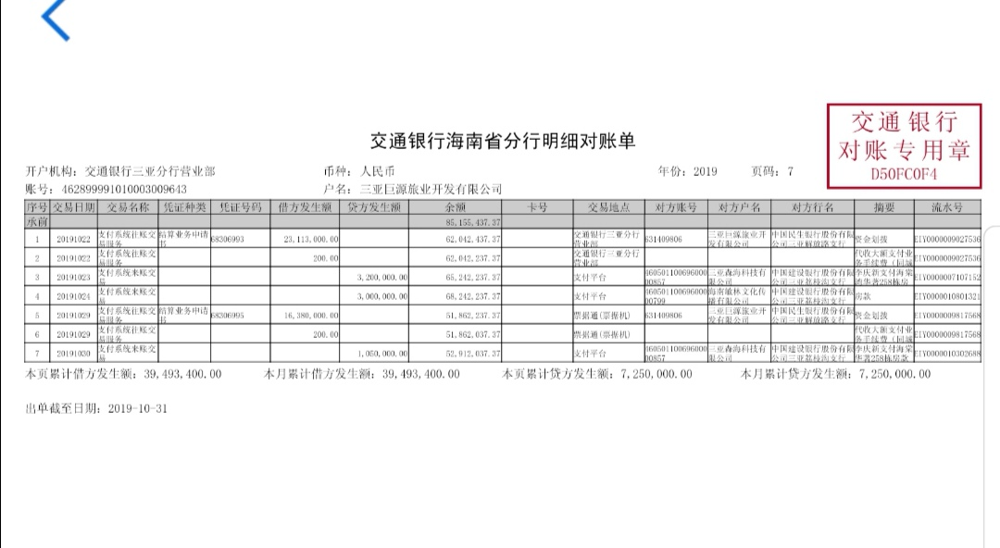 交通银行
对账专用章
D50FC0F4
交通银行海南省分行明细对账单
开户机构：交通银行三亚分行营业部 币种：人民币 年份：2019 页码：7
账号：462899991010003009643 户名：三亚巨源旅业开发有限公司
序号 交易日期 交易名称 凭证种类 凭证号码 借方发生额 贷方发生额 余额 卡号 交易地点 对方账号 对方户名 对方行名 摘要 流水号
承前 85,155,437.37
1 20191022 支付系统往账交易服务 结算业务申请书 68306993 23,113,000.00 62,042,437.37 交通银行三亚分行营业部 631409806 三亚巨源旅业开发有限公司 中国民生银行股份有限公司三亚解放路支行 资金划拨 EIY0000009027536
2 20191022 支付系统往账交易服务 200.00 62,042,237.37 交通银行三亚分行营业部 代收大额支付业务手续费（同城 EIY0000009027536
3 20191023 支付系统来账交易 3,200,000.00 65,242,237.37 支付平台 46050110069600000857 三亚森海科技有限公司 中国建设银行股份有限公司三亚荔枝沟支行 李庆新支付海棠鸿华著258栋房 EIY0000007107152
4 20191024 支付系统来账交易 3,000,000.00 68,242,237.37 支付平台 46050110069600000799 海南敏林文化传播有限公司 中国建设银行股份有限公司三亚荔枝沟支行 房款 EIY0000010801321
5 20191029 支付系统往账交易服务 结算业务申请书 68306995 16,380,000.00 51,862,237.37 票据通(票据机) 631409806 三亚巨源旅业开发有限公司 中国民生银行股份有限公司三亚解放路支行 资金划拨 EIY0000009817568
6 20191029 支付系统往账交易服务 200.00 51,862,037.37 票据通(票据机) 代收大额支付业务手续费（同城 EIY0000009817568
7 20191030 支付系统来账交易 1,050,000.00 52,912,037.37 支付平台 46050110069600000857 三亚森海科技有限公司 中国建设银行股份有限公司三亚荔枝沟支行 李庆新支付海棠华著258栋房款 EIY0000010302688
本页累计借方发生额：39,493,400.00 本月累计借方发生额：39,493,400.00 本页累计贷方发生额：7,250,000.00 本月累计贷方发生额：7,250,000.00
出单截至日期：2019-10-31